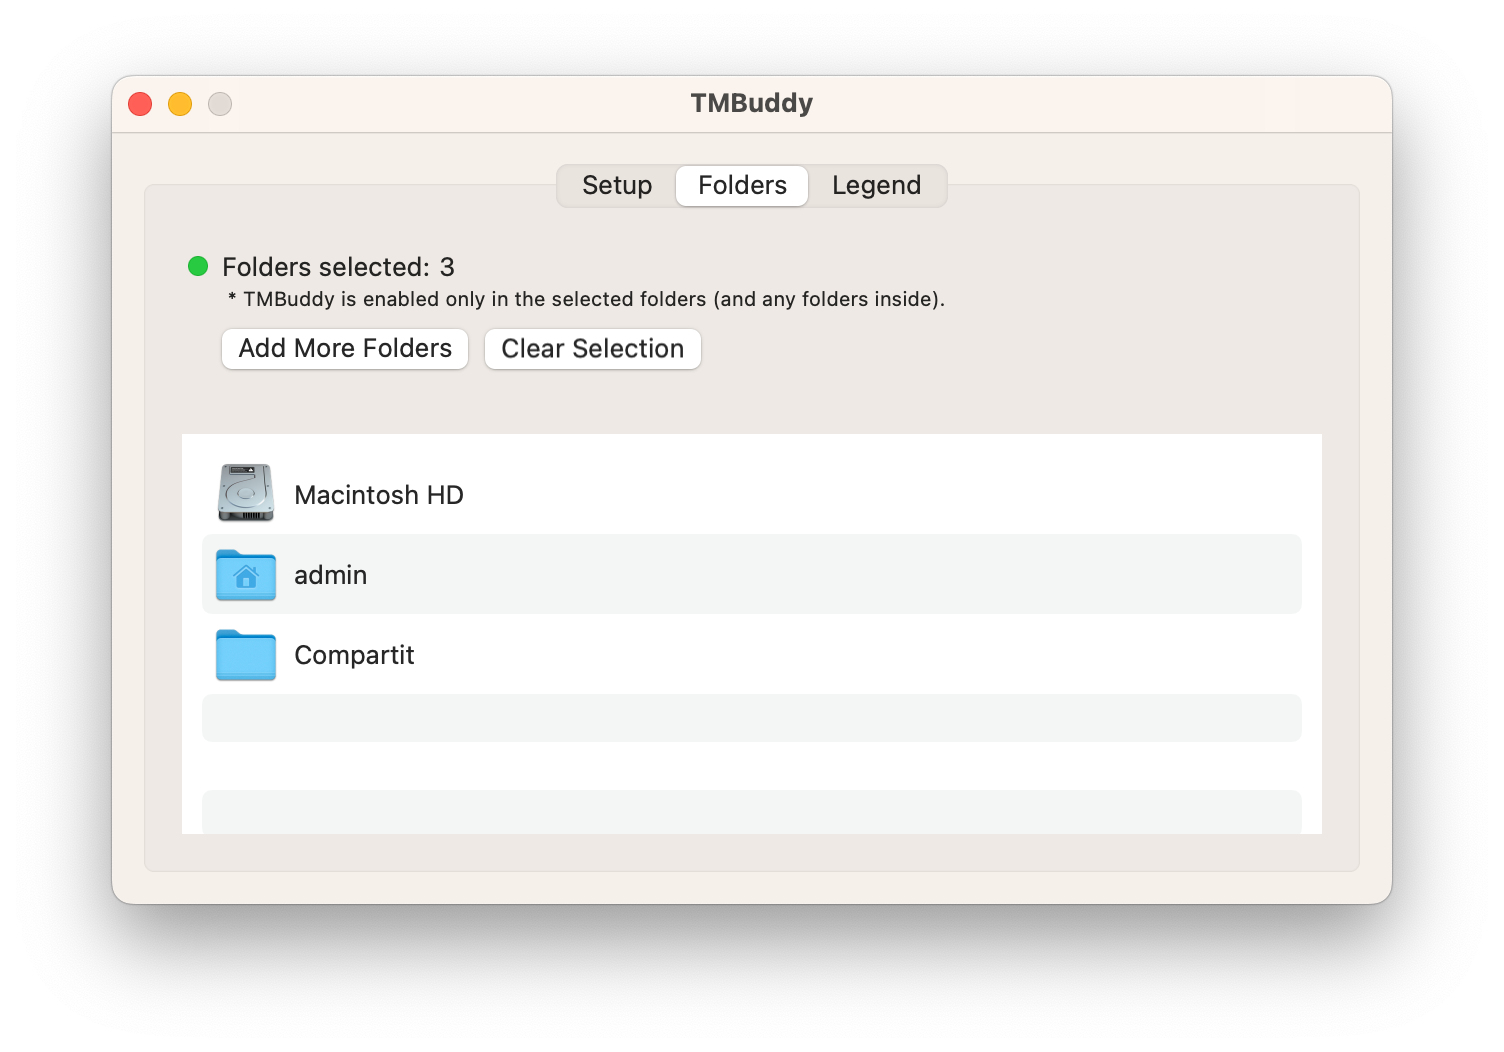 TMBuddy
Setup Folders Legend
Folders selected: 3
* TMBuddy is enabled only in the selected folders (and any folders inside).
Add More Folders Clear Selection
Macintosh HD
admin
Compartit